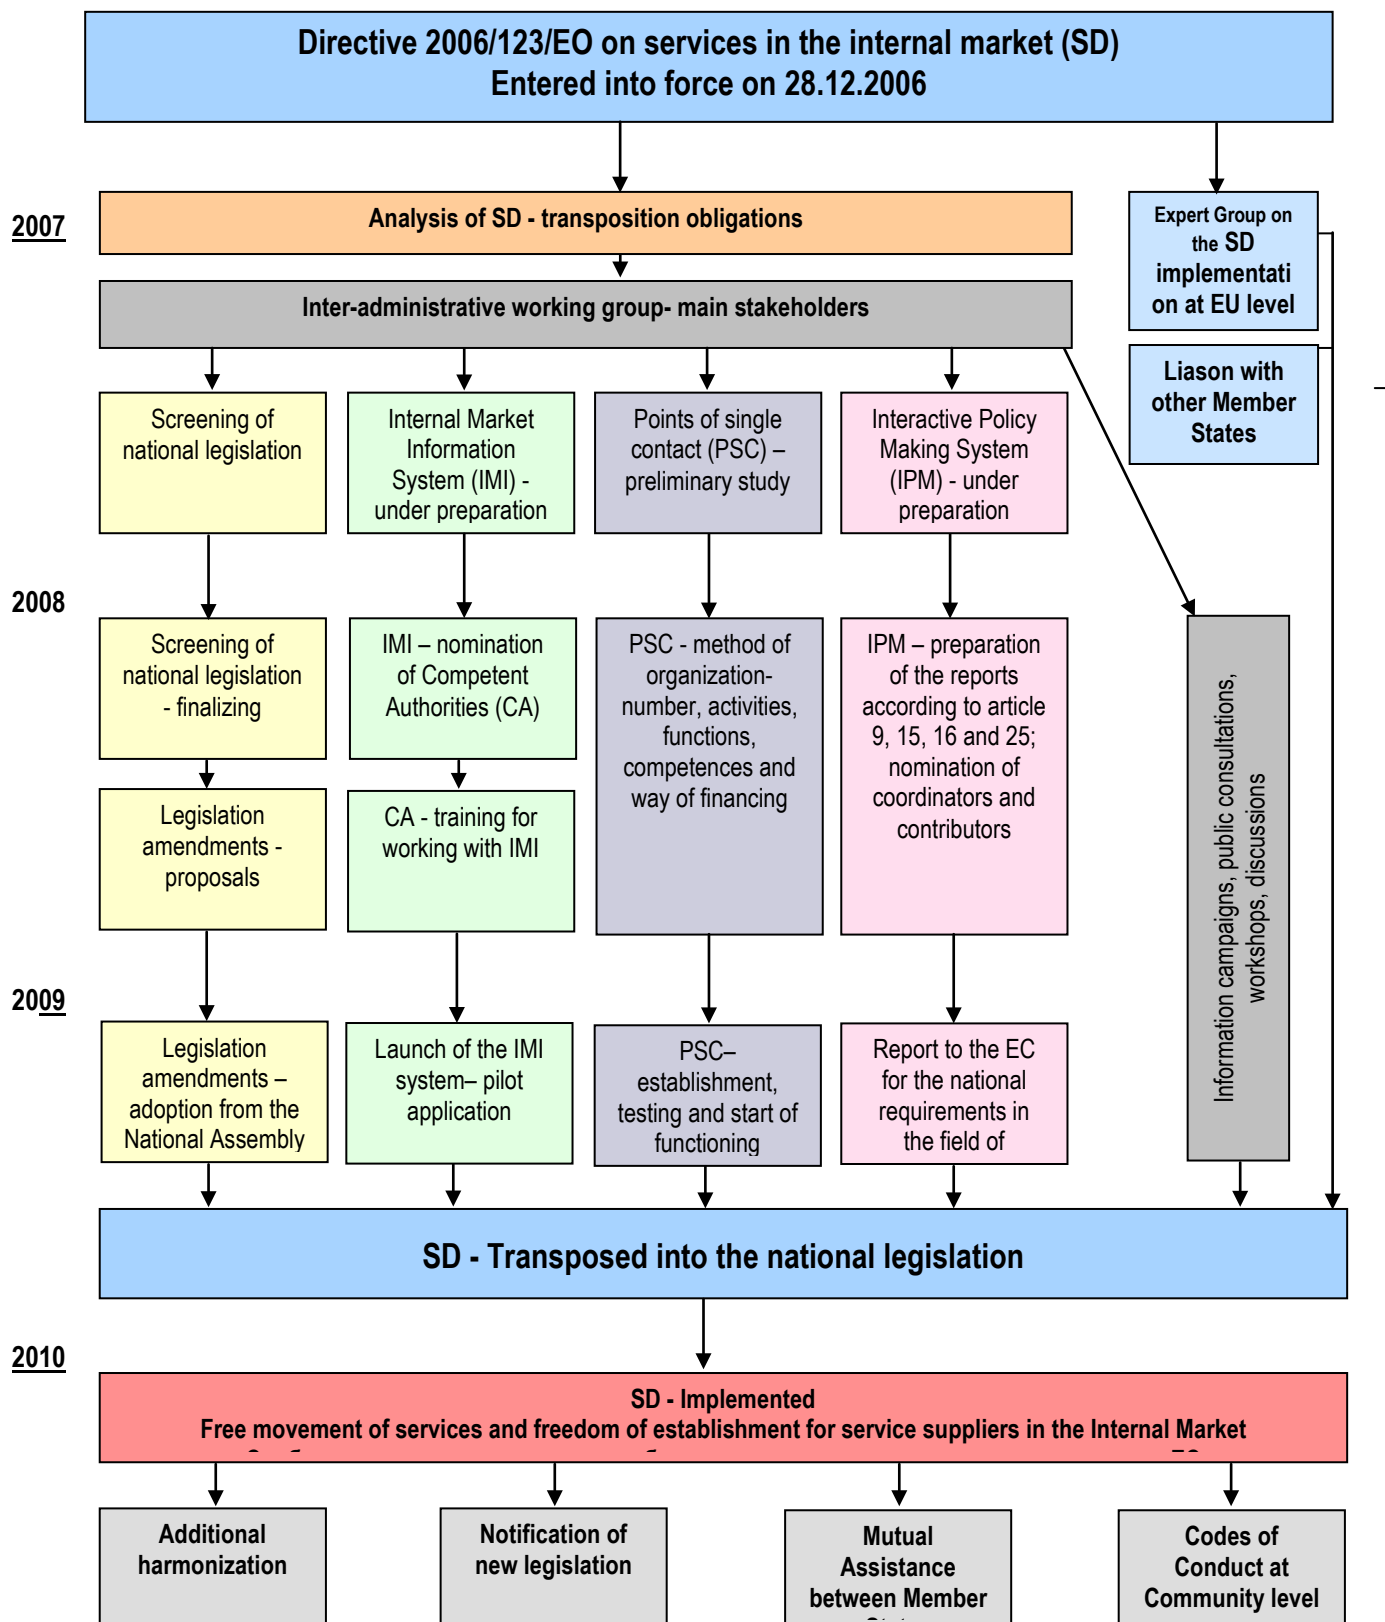 Directive 2006/123/EO on services in the internal market (SD)
Entered into force on 28.12.2006
2007
Analysis of SD - transposition obligations
Expert Group on
the SD
implementati
on at EU level
Inter-administrative working group- main stakeholders
Liason with
other Member
States
Screening of
national legislation
Internal Market
Information
System (IMI) -
under preparation
Points of single
contact (PSC) –
preliminary study
Interactive Policy
Making System
(IPM) - under
preparation
2008
Screening of
national legislation
- finalizing
IMI – nomination
of Competent
Authorities (CA)
PSC - method of
organization-
number, activities,
functions,
competences and
way of financing
IPM – preparation
of the reports
according to article
9, 15, 16 and 25;
nomination of
coordinators and
contributors
Information campaigns, public consultations,
workshops, discussions
Legislation
amendments -
proposals
CA - training for
working with IMI
2009
Legislation
amendments –
adoption from the
National Assembly
Launch of the IMI
system– pilot
application
PSC–
establishment,
testing and start of
functioning
Report to the EC
for the national
requirements in
the field of
SD - Transposed into the national legislation
2010
SD - Implemented
Free movement of services and freedom of establishment for service suppliers in the Internal Market
Additional
harmonization
Notification of
new legislation
Mutual
Assistance
between Member
Codes of
Conduct at
Community level